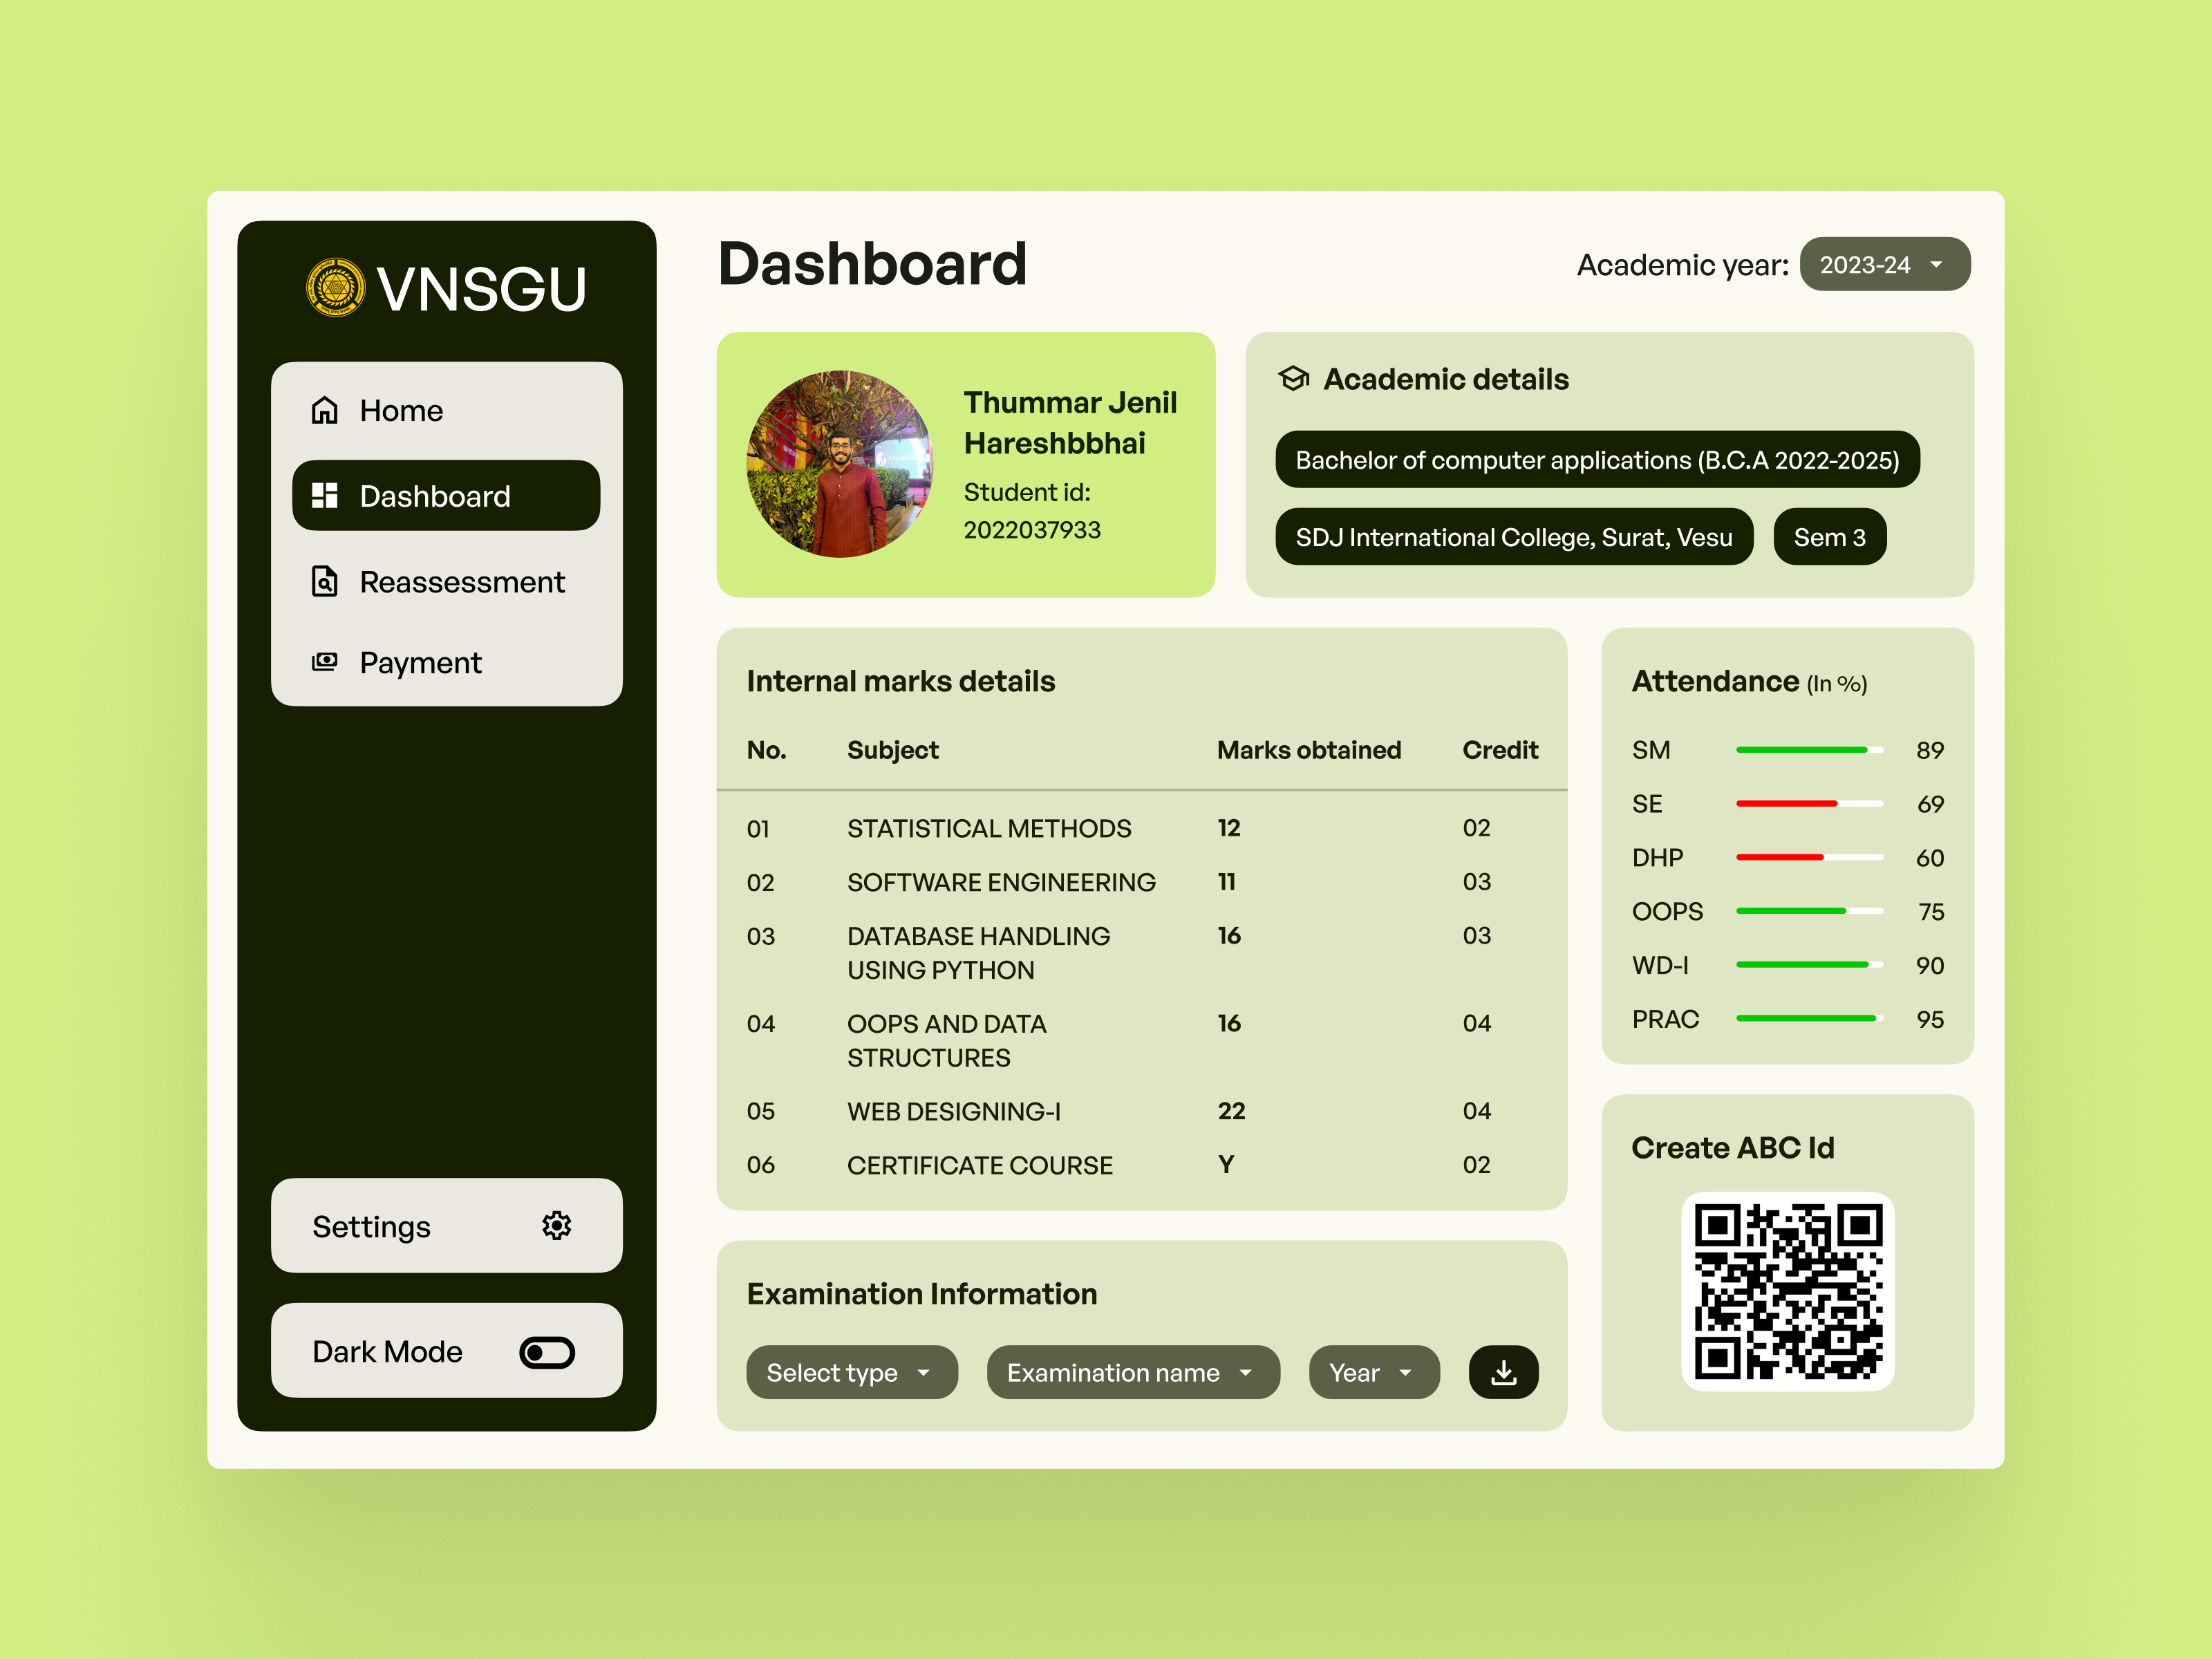 VNSGU
Home
Dashboard
Reassessment
Payment
Settings
Dark Mode
Dashboard
Academic year: 2023-24
Thummar Jenil
Hareshbbhai
Student id:
2022037933
Academic details
Bachelor of computer applications (B.C.A 2022-2025)
SDJ International College, Surat, Vesu Sem 3
Internal marks details
No. Subject Marks obtained Credit
01 STATISTICAL METHODS 12 02
02 SOFTWARE ENGINEERING 11 03
03 DATABASE HANDLING 16 03
USING PYTHON
04 OOPS AND DATA 16 04
STRUCTURES
05 WEB DESIGNING-I 22 04
06 CERTIFICATE COURSE Y 02
Attendance (In %)
SM 89
SE 69
DHP 60
OOPS 75
WD-I 90
PRAC 95
Examination Information
Select type Examination name Year
Create ABC Id